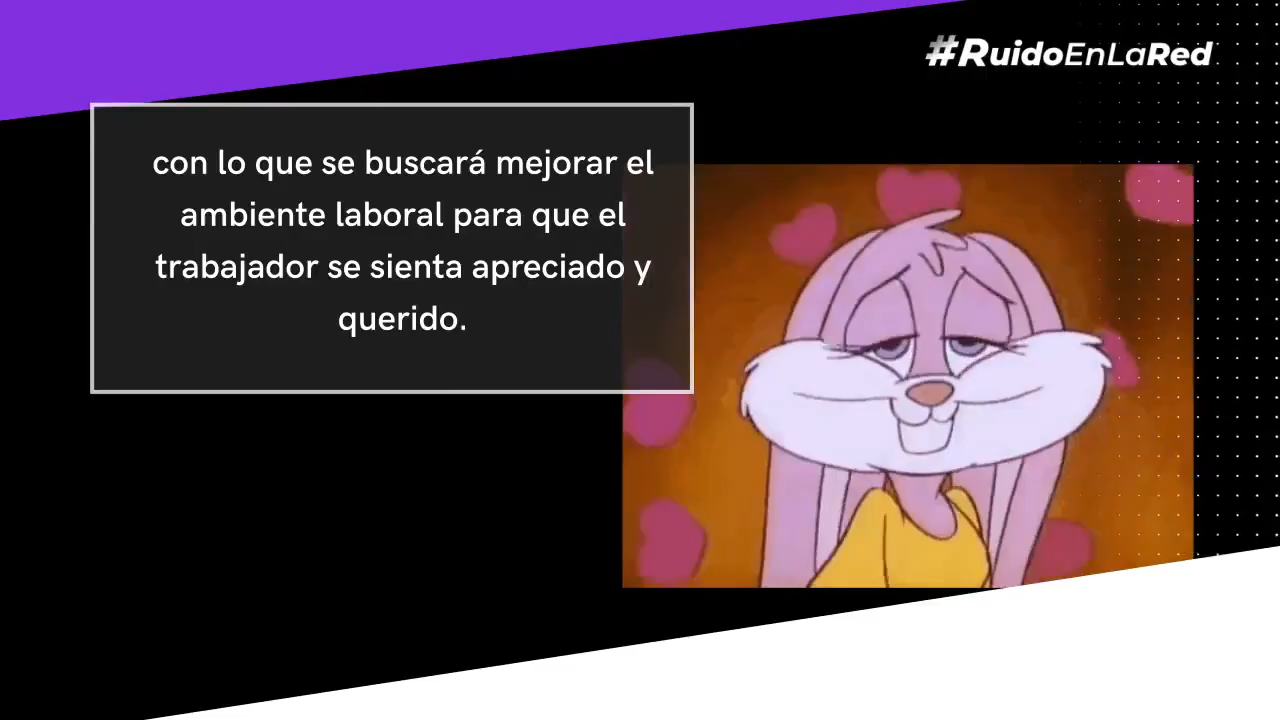 #RuidoEnLaRed
con lo que se buscará mejorar el
ambiente laboral para que el
trabajador se sienta apreciado y
querido.